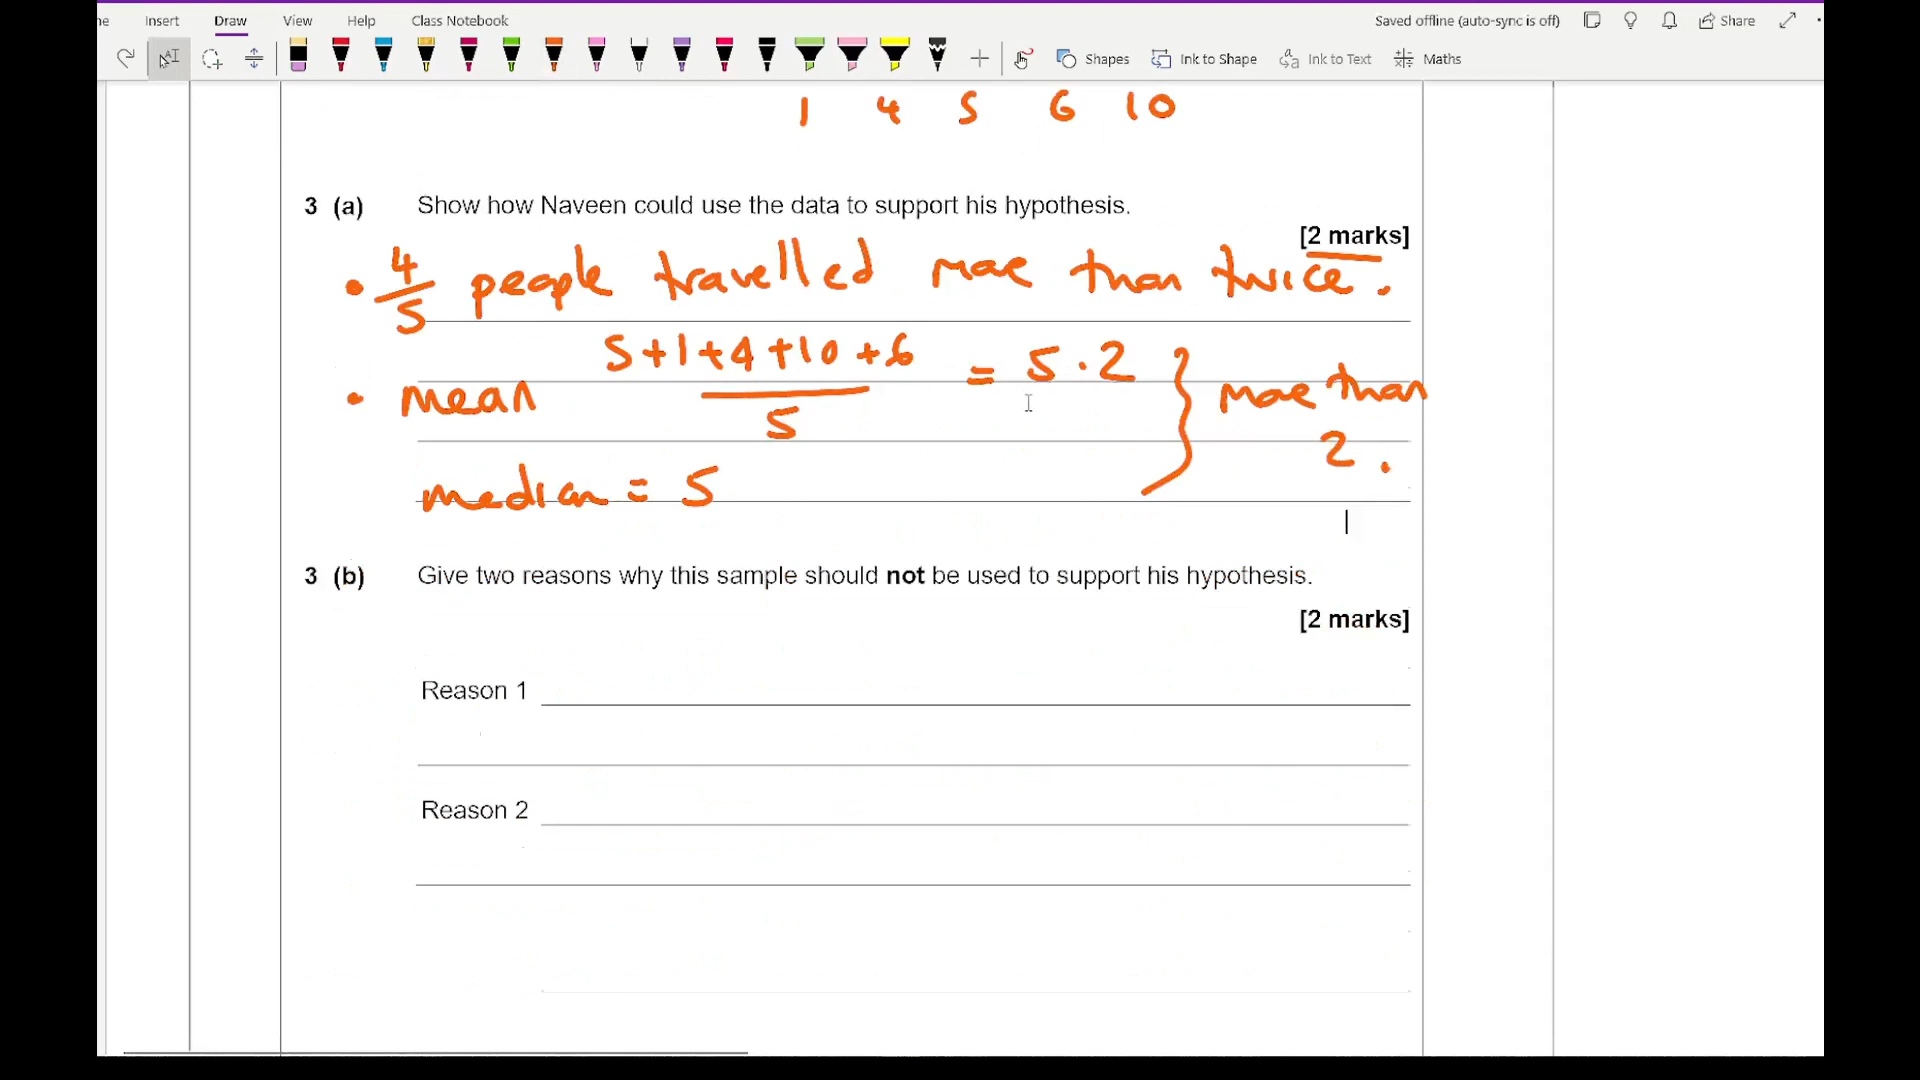 ne Insert Draw View Help Class Notebook Saved offline (auto-sync is off) Share
Shapes Ink to Shape Ink to Text Maths
1 4 5 6 10
3 (a) Show how Naveen could use the data to support his hypothesis.
[2 marks]
• 4/5 people travelled more than twice.
• mean 5+1+4+10+6 / 5 = 5.2 } more than 2.
median = 5
3 (b) Give two reasons why this sample should not be used to support his hypothesis.
[2 marks]
Reason 1
Reason 2